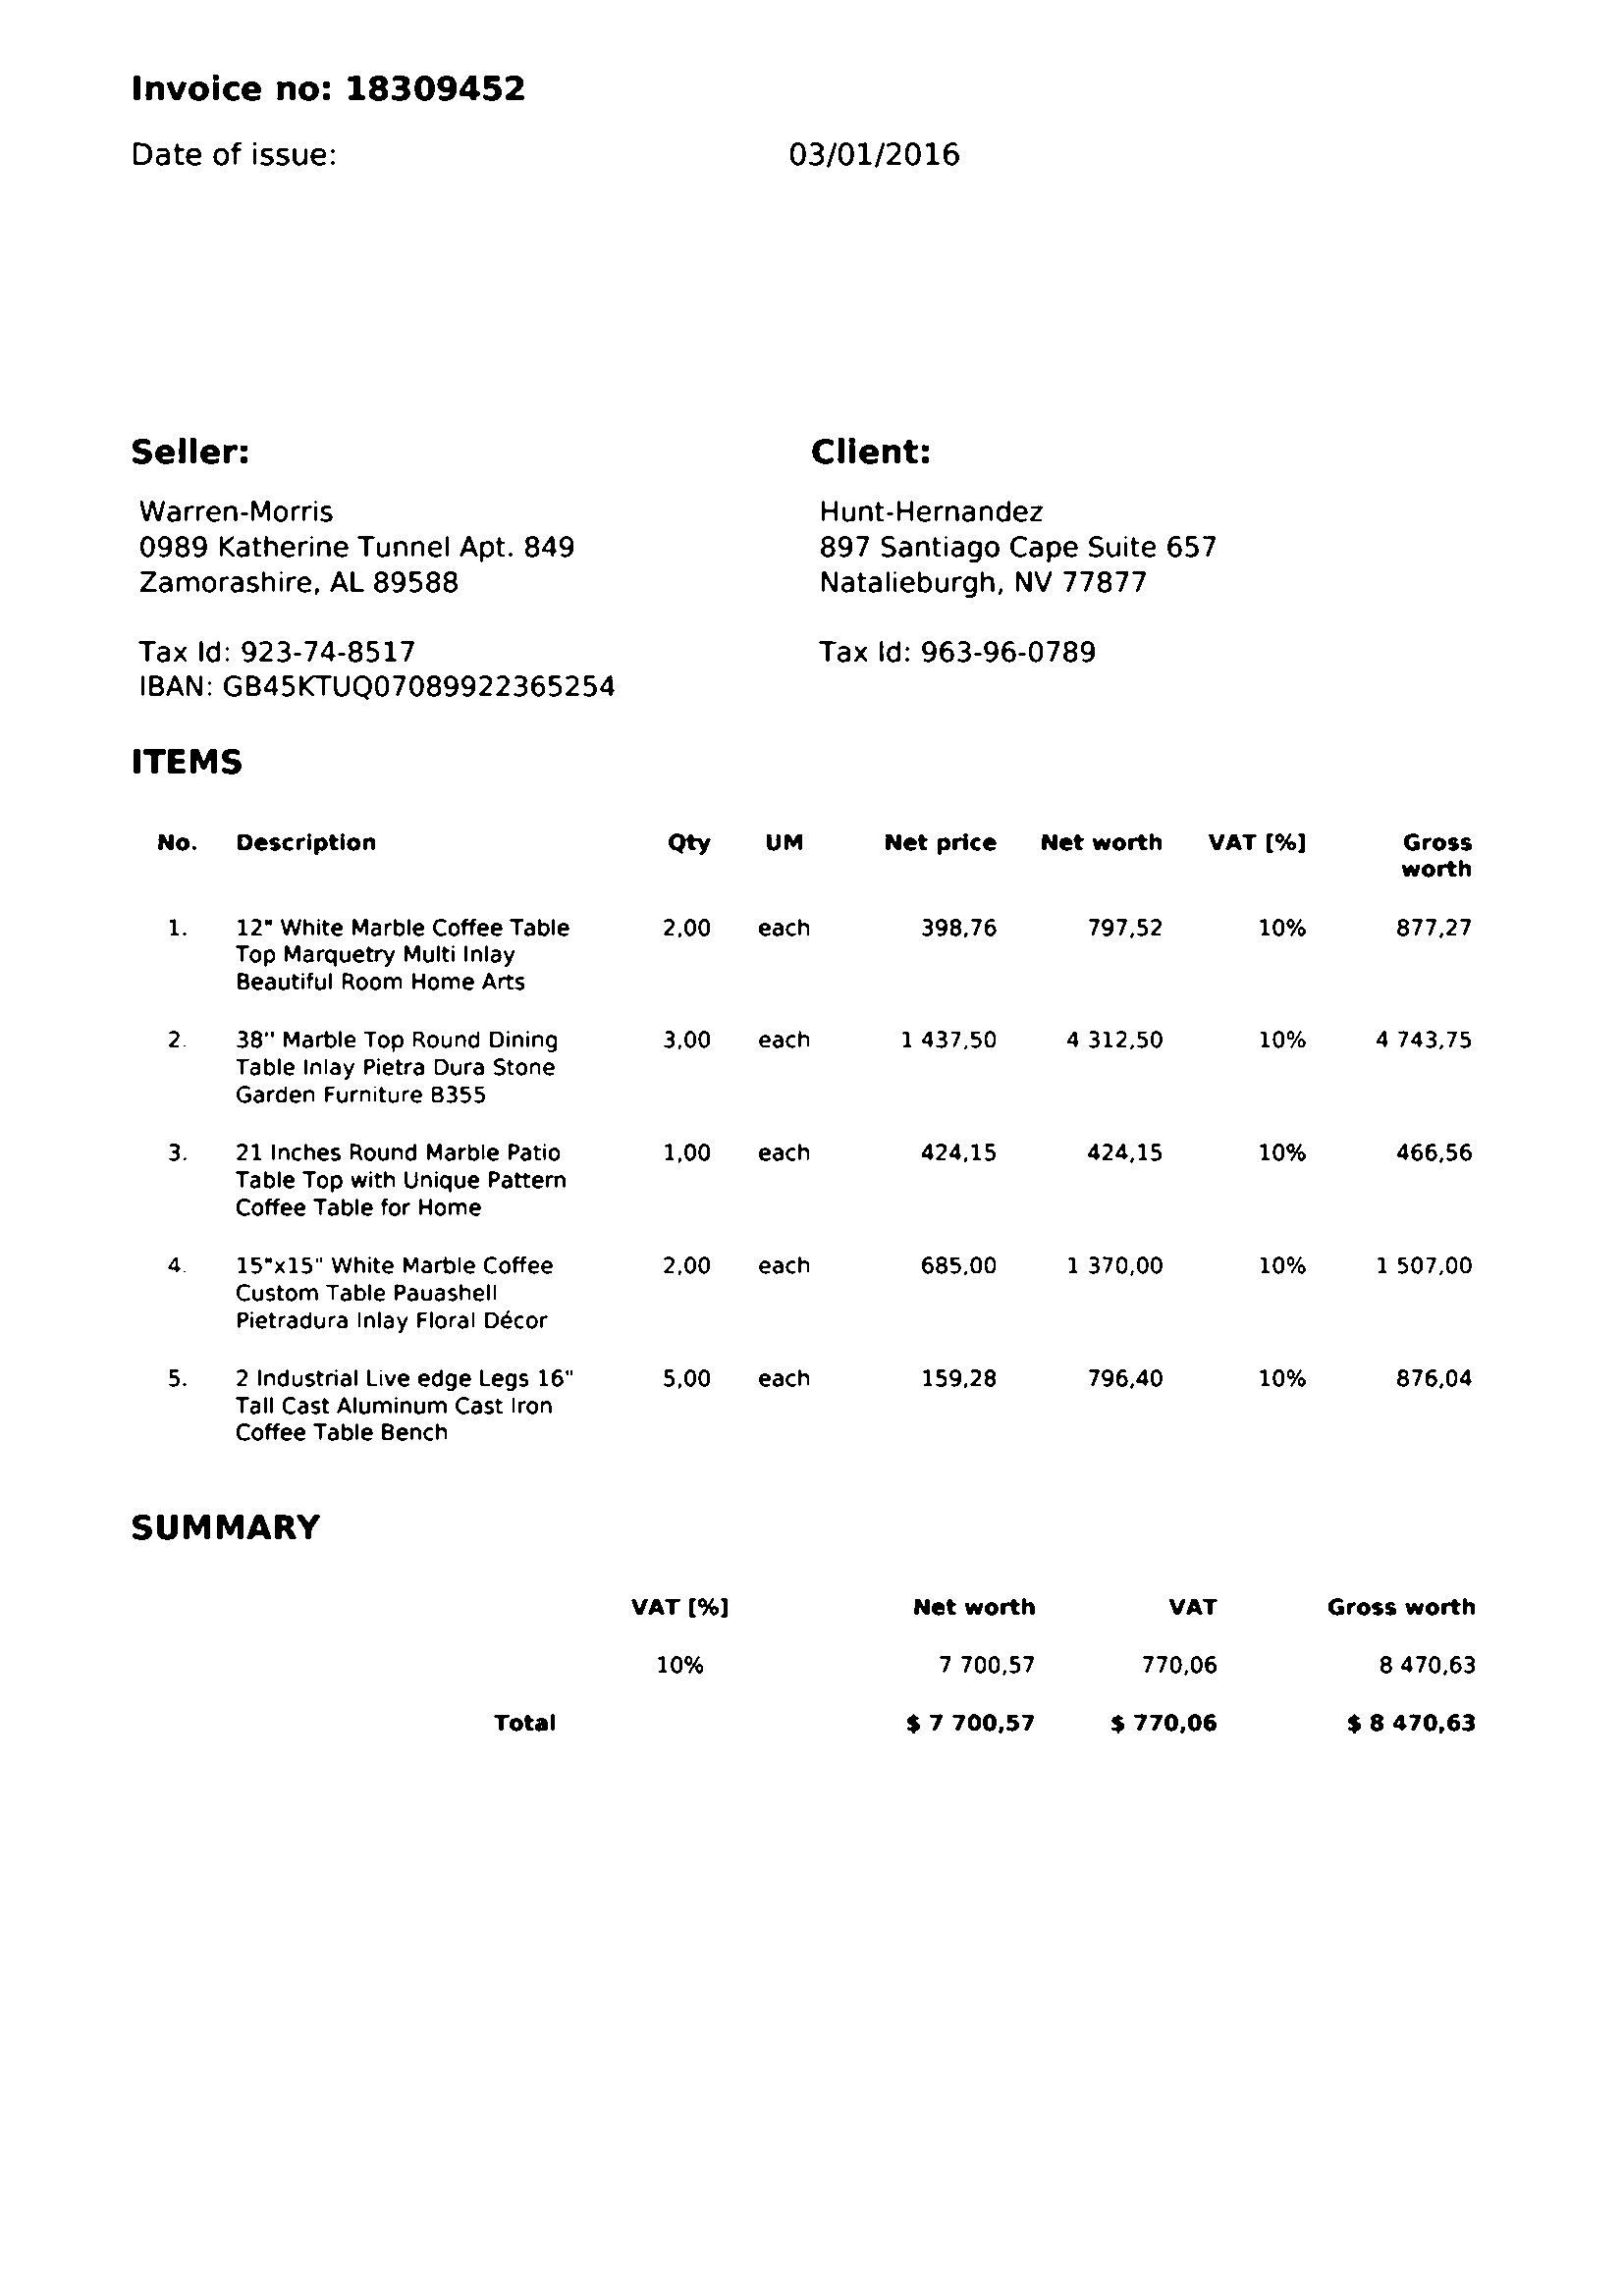 Invoice no: 18309452
Date of issue: 03/01/2016
Seller:
Warren-Morris
0989 Katherine Tunnel Apt. 849
Zamorashire, AL 89588
Tax Id: 923-74-8517
IBAN: GB45KTUQ07089922365254
Client:
Hunt-Hernandez
897 Santiago Cape Suite 657
Natalieburgh, NV 77877
Tax Id: 963-96-0789
ITEMS
No. Description Qty UM Net price Net worth VAT [%] Gross
worth
1. 12" White Marble Coffee Table 2,00 each 398,76 797,52 10% 877,27
Top Marquetry Multi Inlay
Beautiful Room Home Arts
2. 38" Marble Top Round Dining 3,00 each 1 437,50 4 312,50 10% 4 743,75
Table Inlay Pietra Dura Stone
Garden Furniture B355
3. 21 Inches Round Marble Patio 1,00 each 424,15 424,15 10% 466,56
Table Top with Unique Pattern
Coffee Table for Home
4. 15"x15" White Marble Coffee 2,00 each 685,00 1 370,00 10% 1 507,00
Custom Table Pauashell
Pietradura Inlay Floral Décor
5. 2 Industrial Live edge Legs 16" 5,00 each 159,28 796,40 10% 876,04
Tall Cast Aluminum Cast Iron
Coffee Table Bench
SUMMARY
VAT [%] Net worth VAT Gross worth
10% 7 700,57 770,06 8 470,63
Total $ 7 700,57 $ 770,06 $ 8 470,63